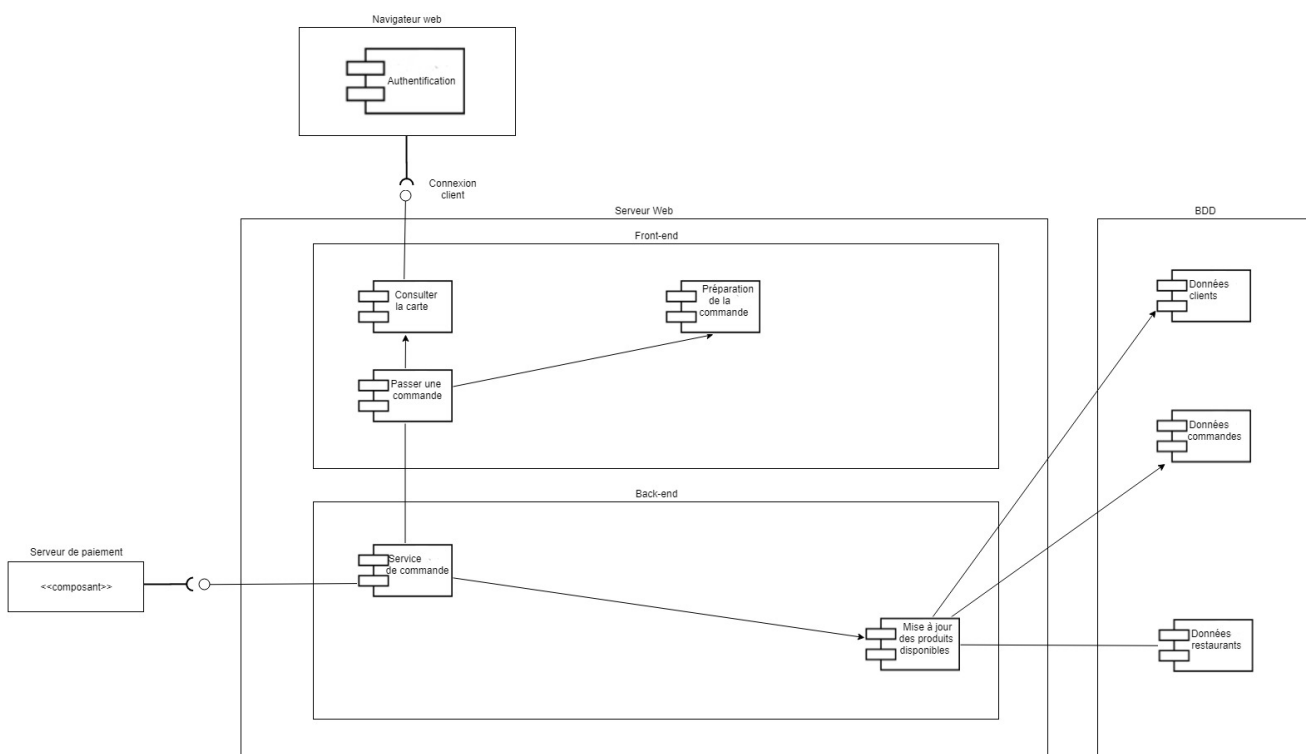 Navigateur web
Authentification
Connexion
client
Serveur Web
BDD
Front-end
Consulter
la carte
Préparation
de la
commande
Données
clients
Passer une
commande
Données
commandes
Back-end
Serveur de paiement
<<composant>>
Service
de commande
Mise à jour
des produits
disponibles
Données
restaurants